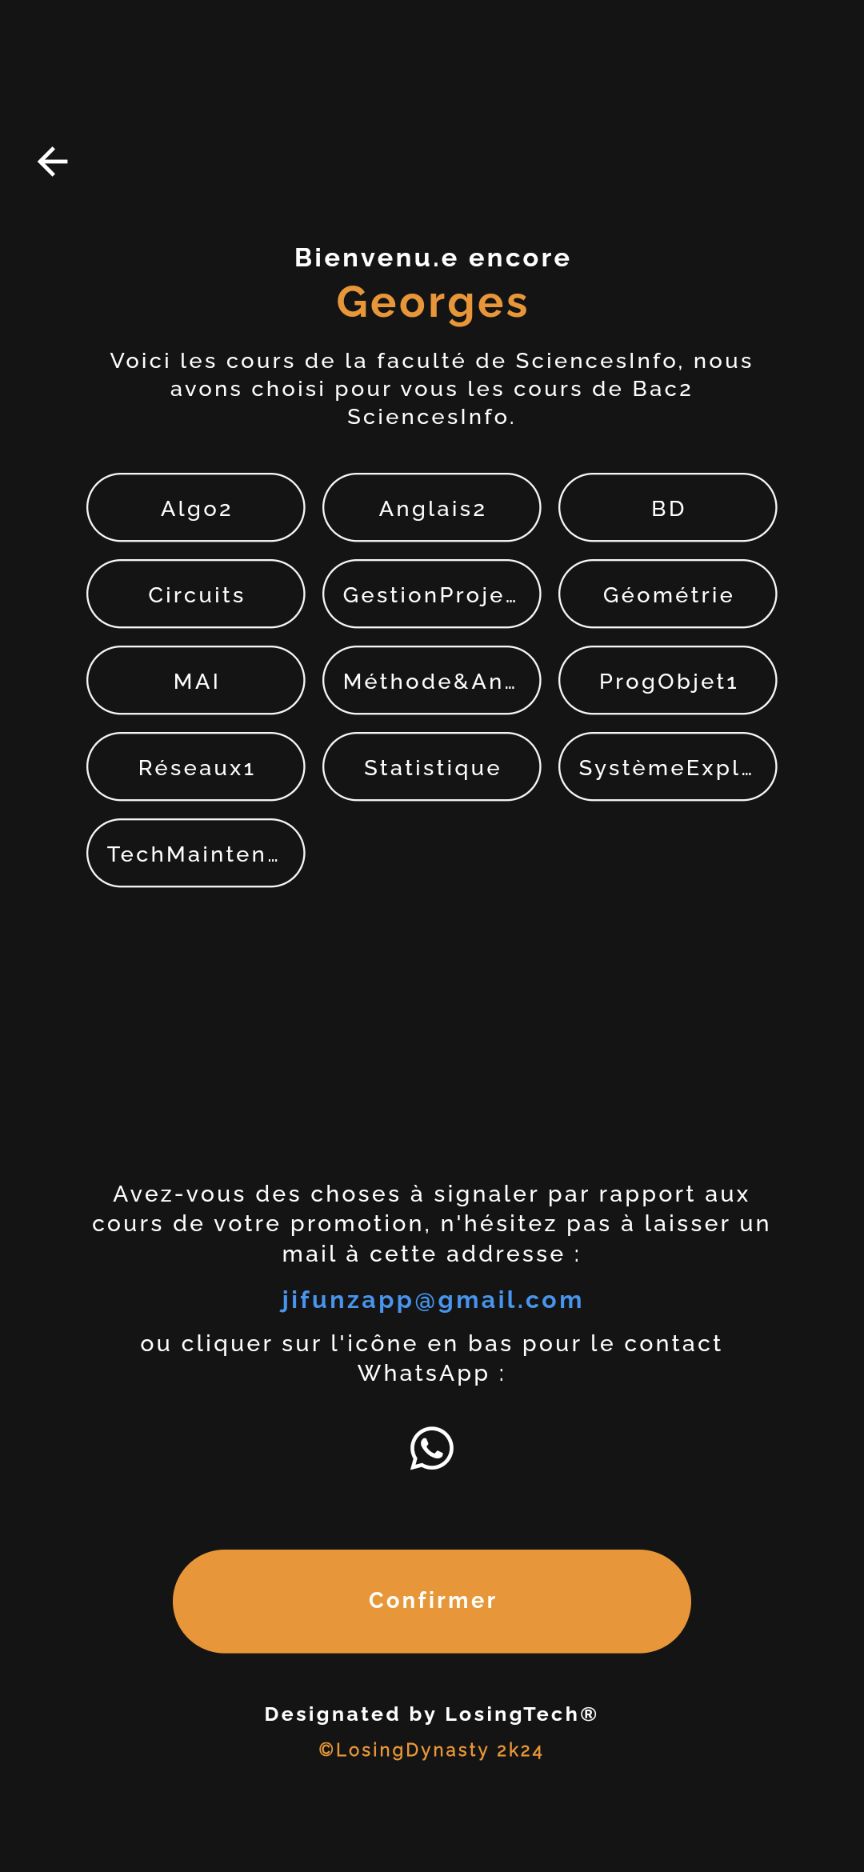 Bienvenu.e encore
Georges
Voici les cours de la faculté de SciencesInfo, nous
avons choisi pour vous les cours de Bac2
SciencesInfo.
Algo2 Anglais2 BD
Circuits GestionProje… Géométrie
MAI Méthode&An… ProgObjet1
Réseaux1 Statistique SystèmeExpl…
TechMainten…
Avez-vous des choses à signaler par rapport aux
cours de votre promotion, n'hésitez pas à laisser un
mail à cette addresse :
jifunzapp@gmail.com
ou cliquer sur l'icône en bas pour le contact
WhatsApp :
Confirmer
Designated by LosingTech®
©LosingDynasty 2k24